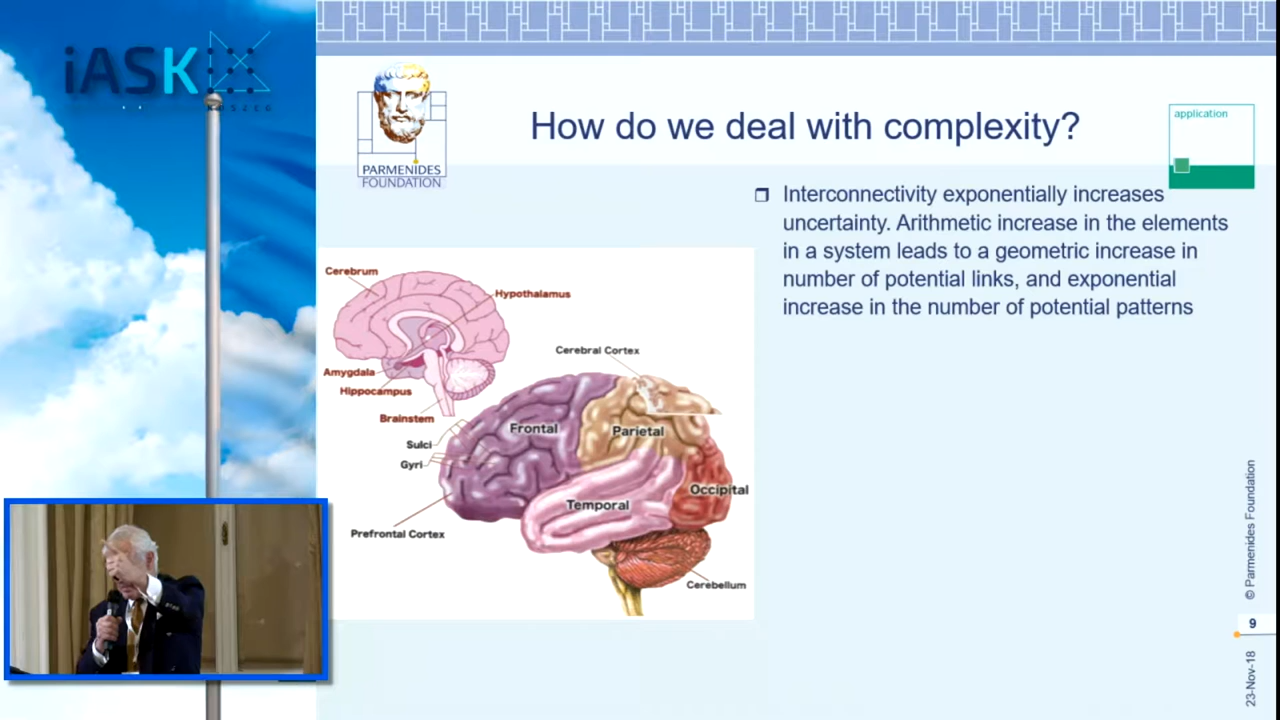 iASK
KŐSZEG
PARMENIDES
FOUNDATION
How do we deal with complexity?
application
❒ Interconnectivity exponentially increases
uncertainty. Arithmetic increase in the elements
in a system leads to a geometric increase in
number of potential links, and exponential
increase in the number of potential patterns
Cerebrum
Hypothalamus
Amygdala
Hippocampus
Brainstem
Cerebral Cortex
Sulci
Gyri
Frontal
Parietal
Temporal
Occipital
Prefrontal Cortex
Cerebellum
© Parmenides Foundation
9
23-Nov-18